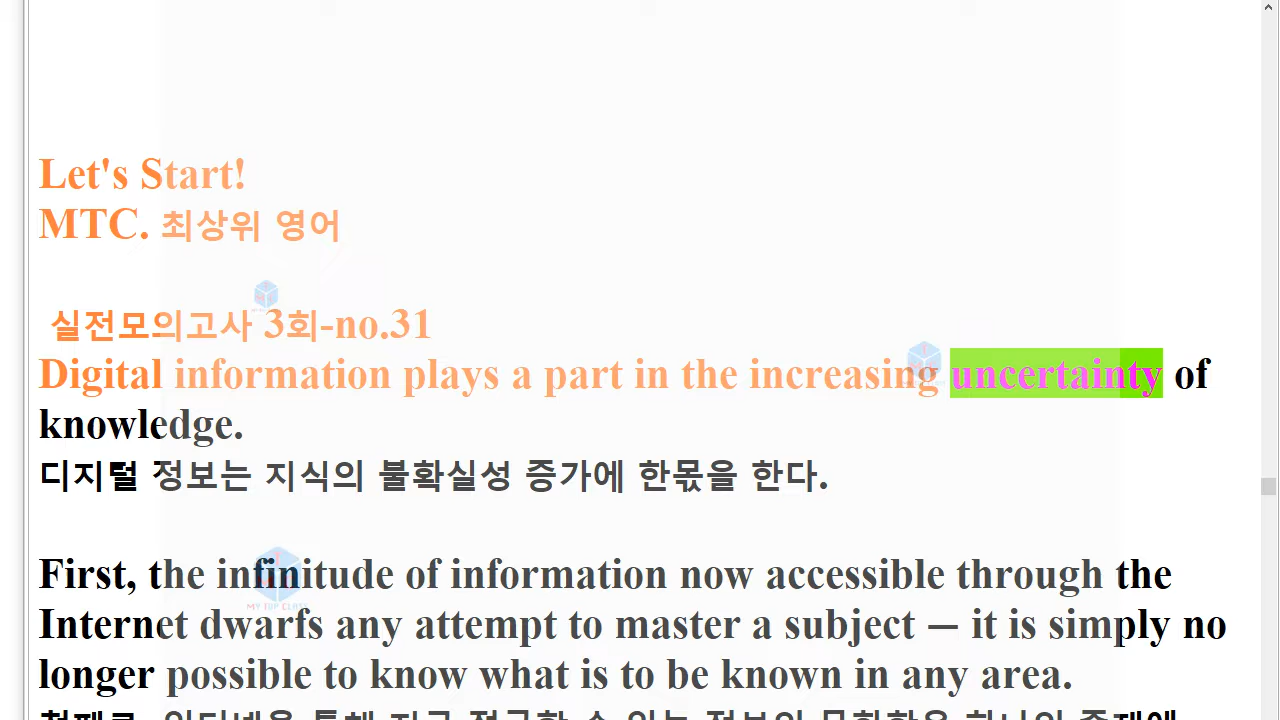 Let's Start!
MTC. 최상위 영어
실전모의고사 3회-no.31
Digital information plays a part in the increasing uncertainty of
knowledge.
디지털 정보는 지식의 불확실성 증가에 한몫을 한다.
First, the infinitude of information now accessible through the
MY TOP CLASS
Internet dwarfs any attempt to master a subject — it is simply no
longer possible to know what is to be known in any area.